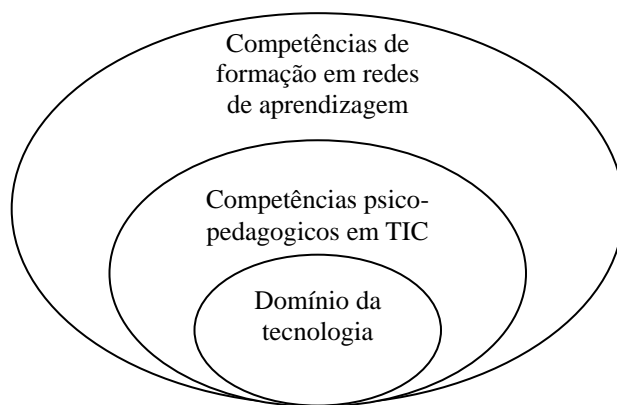 Competências de
formação em redes
de aprendizagem
Competências psico-
pedagogicos em TIC
Domínio da
tecnologia